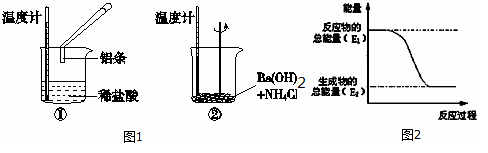 温度计
铝条
稀盐酸
①
图1
温度计
Ba(OH)2
+NH4Cl
②
能量
反应物的
总能量(E1)
生成物的
总能量(E2)
反应过程
图2